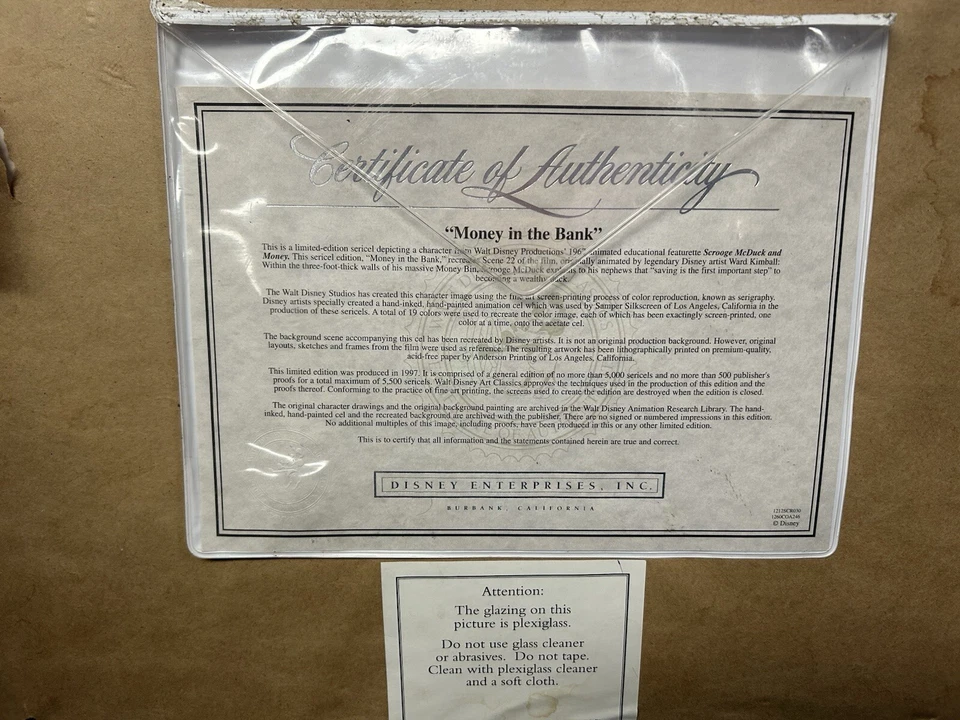 Certificate of Authenticity
“Money in the Bank”
This is a limited-edition sericel depicting a character from Walt Disney Productions' 1967 animated educational featurette Scrooge McDuck and
Money. This sericel edition, “Money in the Bank,” recreates Scene 22 of the film, originally animated by legendary Disney artist Ward Kimball:
Within the three-foot-thick walls of his massive Money Bin, Scrooge McDuck explains to his nephews that “saving is the first important step” to
becoming a wealthy duck.
The Walt Disney Studios has created this character image using the fine art screen-printing process of color reproduction, known as serigraphy.
Disney artists specially created a hand-inked, hand-painted animation cel which was used by Samper Silkscreen of Los Angeles, California in the
production of these sericels. A total of 19 colors were used to recreate the color image, each of which has been exactingly screen-printed, one
color at a time, onto the acetate cel.
The background scene accompanying this cel has been recreated by Disney artists. It is not an original production background. However, original
layouts, sketches and frames from the film were used as reference. The resulting artwork has been lithographically printed on premium-quality,
acid-free paper by Anderson Printing of Los Angeles, California.
This limited edition was produced in 1997. It is comprised of a general edition of no more than 5,000 sericels and no more than 500 publisher's
proofs for a total maximum of 5,500 sericels. Walt Disney Art Classics approves the techniques used in the production of this edition and the
proofs thereof. Conforming to the practice of fine art printing, the screens used to create the edition are destroyed when the edition is closed.
The original character drawings and the original background painting are archived in the Walt Disney Animation Research Library. The hand-
inked, hand-painted cel and the recreated background are archived with the publisher. There are no signed or numbered impressions in this edition.
No additional multiples of this image, including proofs, have been produced in this or any other limited edition.
This is to certify that all information and the statements contained herein are true and correct.
DISNEY ENTERPRISES, INC.
BURBANK, CALIFORNIA
1212SCR030
1260COA248
© Disney
Attention:
The glazing on this
picture is plexiglass.
Do not use glass cleaner
or abrasives. Do not tape.
Clean with plexiglass cleaner
and a soft cloth.